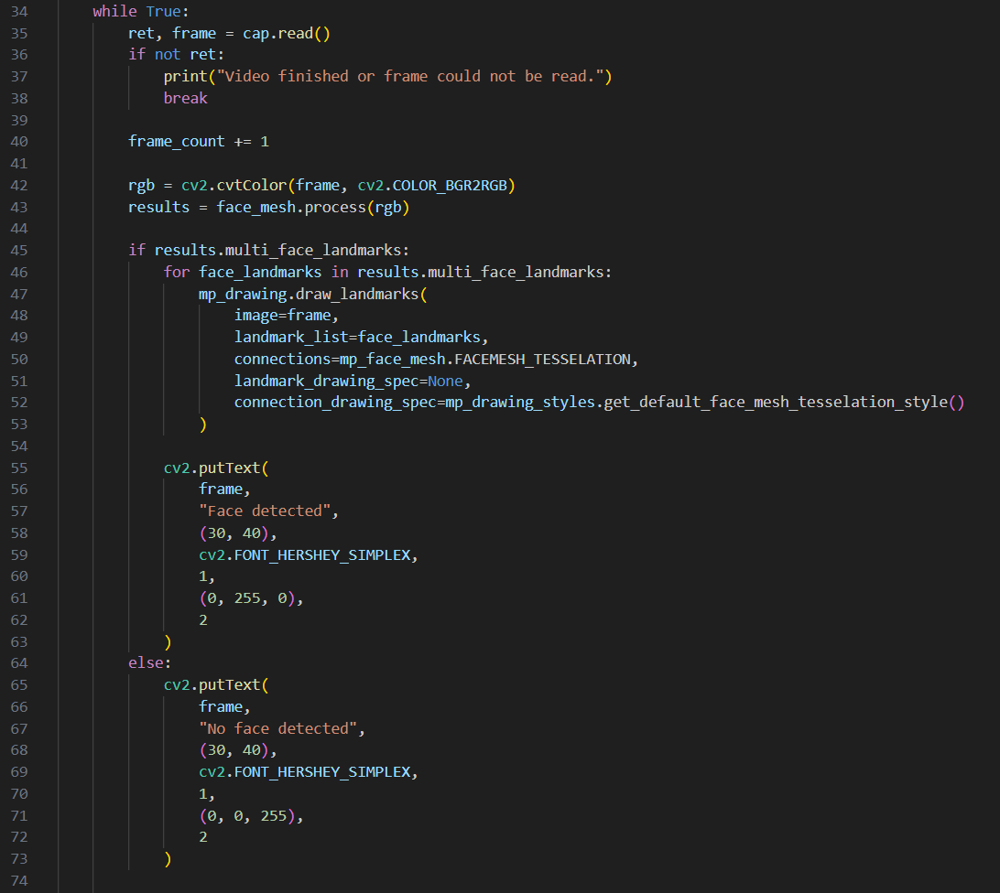 34 while True:
35 ret, frame = cap.read()
36 if not ret:
37 print("Video finished or frame could not be read.")
38 break
39
40 frame_count += 1
41
42 rgb = cv2.cvtColor(frame, cv2.COLOR_BGR2RGB)
43 results = face_mesh.process(rgb)
44
45 if results.multi_face_landmarks:
46 for face_landmarks in results.multi_face_landmarks:
47 mp_drawing.draw_landmarks(
48 image=frame,
49 landmark_list=face_landmarks,
50 connections=mp_face_mesh.FACEMESH_TESSELATION,
51 landmark_drawing_spec=None,
52 connection_drawing_spec=mp_drawing_styles.get_default_face_mesh_tesselation_style()
53 )
54
55 cv2.putText(
56 frame,
57 "Face detected",
58 (30, 40),
59 cv2.FONT_HERSHEY_SIMPLEX,
60 1,
61 (0, 255, 0),
62 2
63 )
64 else:
65 cv2.putText(
66 frame,
67 "No face detected",
68 (30, 40),
69 cv2.FONT_HERSHEY_SIMPLEX,
70 1,
71 (0, 0, 255),
72 2
73 )
74